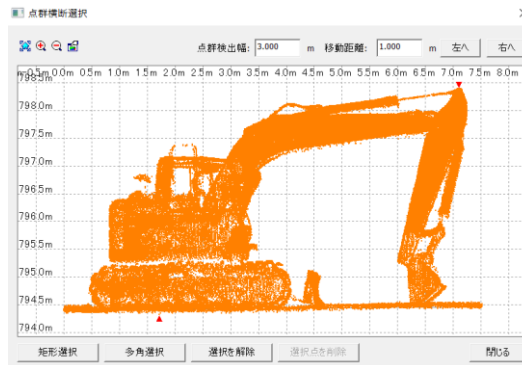 点群横断選択
点群検出幅: 3.000 m 移動距離: 1.000 m 左へ 右へ
0.0m 0.5m 1.0m 1.5m 2.0m 2.5m 3.0m 3.5m 4.0m 4.5m 5.0m 5.5m 6.0m 6.5m 7.0m 7.5m 8.0m
798.5m
798.0m
797.5m
797.0m
796.5m
796.0m
795.5m
795.0m
794.5m
794.0m
矩形選択 多角選択 選択を解除 選択点を削除 閉じる